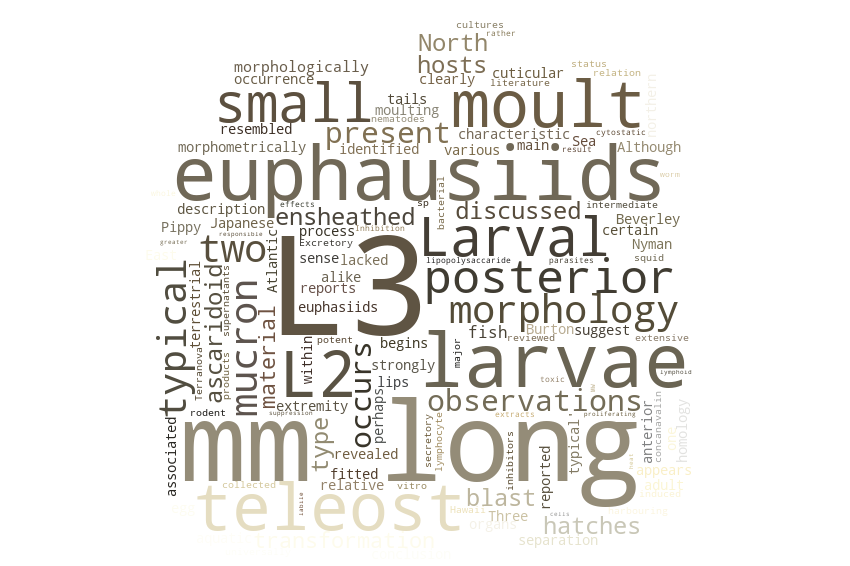 cultures
rather
North
hosts
status
relation
morphologically
occurrence
clearly
cuticular
literature
small
tails
moulting
nematodes
moult
northern
resembled
present
characteristic
cytostatic
morphometrically
identified
various
main
result
Sea
Although
euphausiids
worm
description
effects
ensheathed
sp
bacterial
discussed
intermediate
Pippy
Japanese
responsible
process
Inhibition
Larval
Beverley
certain
greater
two
Atlantic
Excretory
sense
lacked
Nyman
squid
lipopolysaccaride
parasites
L3
alike
posterior
typical
ascaridoid
terrestrial
supernatants
mucron
material
reports
euphasiids
morphology
Terranova
products
within
potent
begins
fish
Burton
reviewed
suggest
extensive
L2
occurs
strongly
major
larvae
lymphoid
toxic
lips
perhaps
rodent
suppression
extremity
observations
extracts
proliferating
mm
long
type
associated
revealed
secretory
lymphocyte
inhibitors
typical
anterior
concanavalin
homology
fitted
reported
appears
collected
relative
vitro
adult
induced
teleost
labile
blast
Hawaii
Three
organs
cells
hatches
transformation
separation